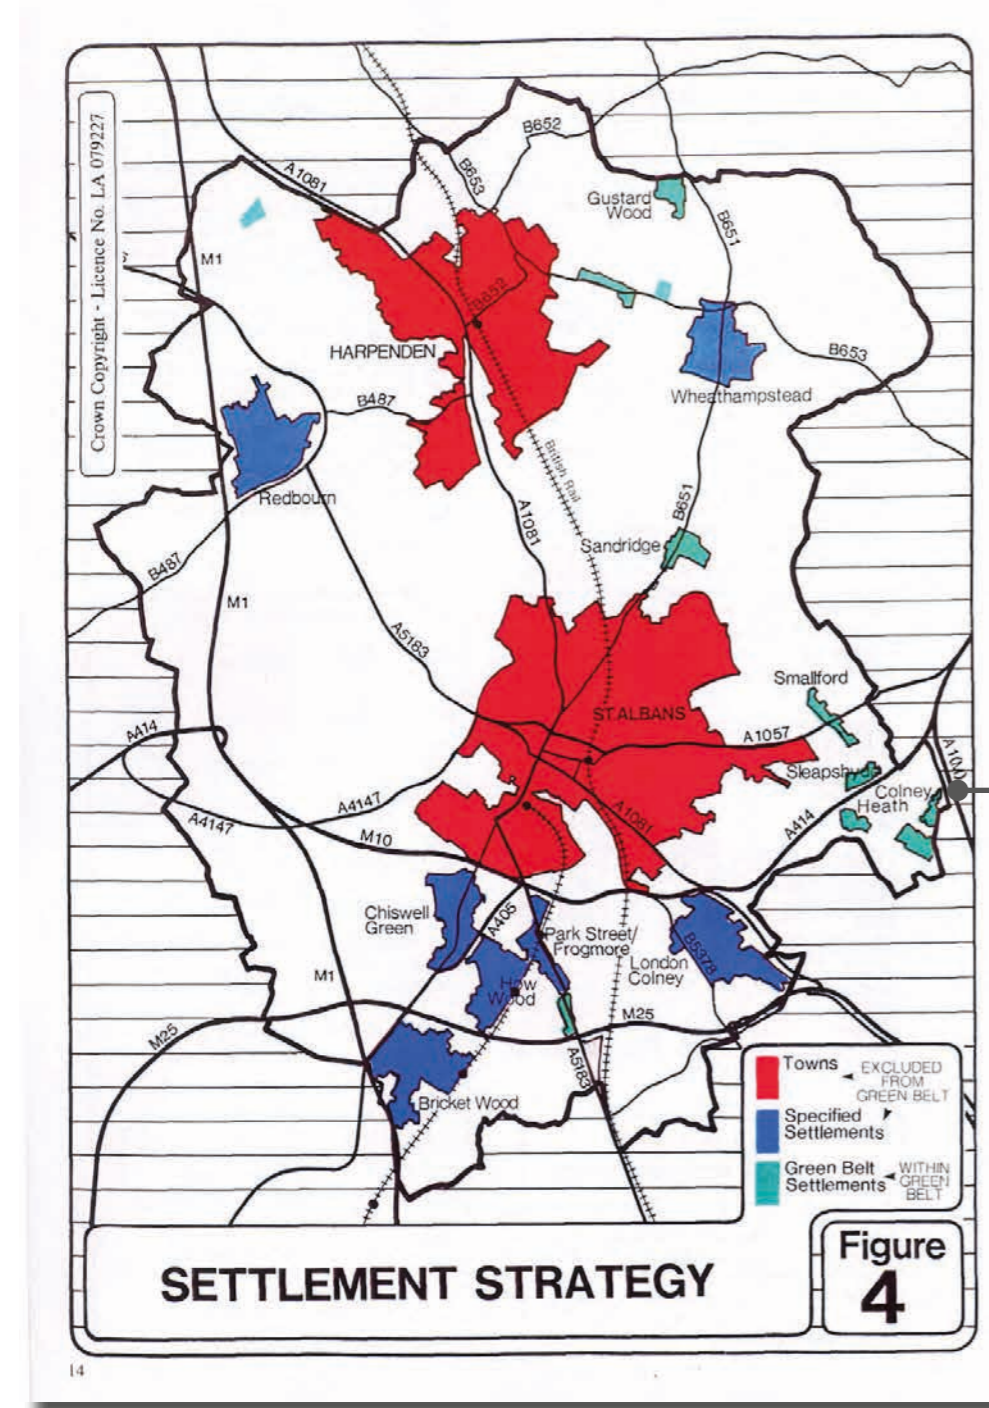 Crown Copyright - Licence No. LA 079227
B652
B653
A1081
Gustard
Wood
B651
M1
B652
HARPENDEN
B653
B487
Wheathampstead
Redbourn
British Rail
A1081
B651
Sandridge
B487
M1
A5183
Smallford
ST.ALBANS
A414
A1057
Sleapshyde
Colney
Heath
A4147
A4147
A1081
A414
M10
Chiswell
Green
A405
Park Street/
Frogmore
London
Colney
B5378
How
Wood
M1
M25
M25
A5183
Bricket Wood
Towns
EXCLUDED
FROM
GREEN BELT
Specified
Settlements
Green Belt
Settlements
WITHIN
GREEN
BELT
SETTLEMENT STRATEGY
Figure
4
14